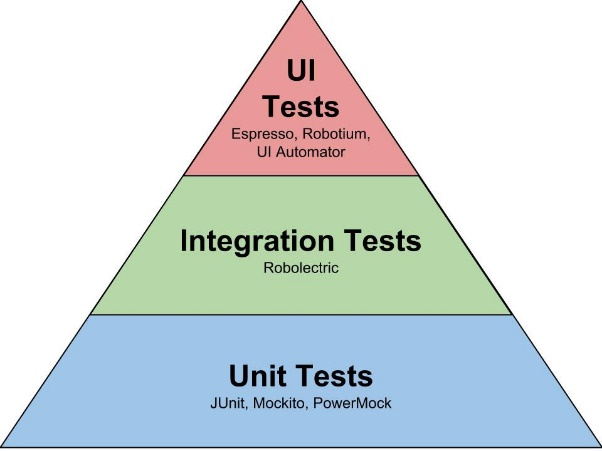 UI
Tests
Espresso, Robotium,
UI Automator
Integration Tests
Robolectric
Unit Tests
JUnit, Mockito, PowerMock